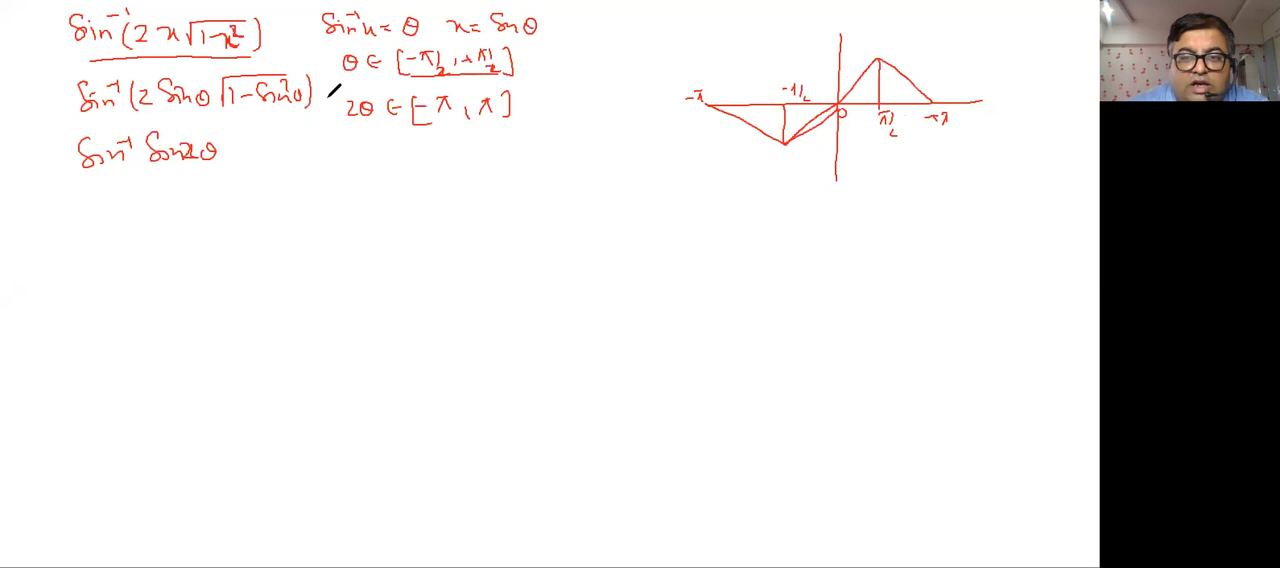 sin⁻¹(2x√1-x²) sin⁻¹x = θ x = sinθ
θ ∈ [-π/2, +π/2]
sin⁻¹(2 sinθ √1-sin²θ) 2θ ∈ [-π, π]
sin⁻¹ sin2θ
-π -π/2 0 π/2 +π